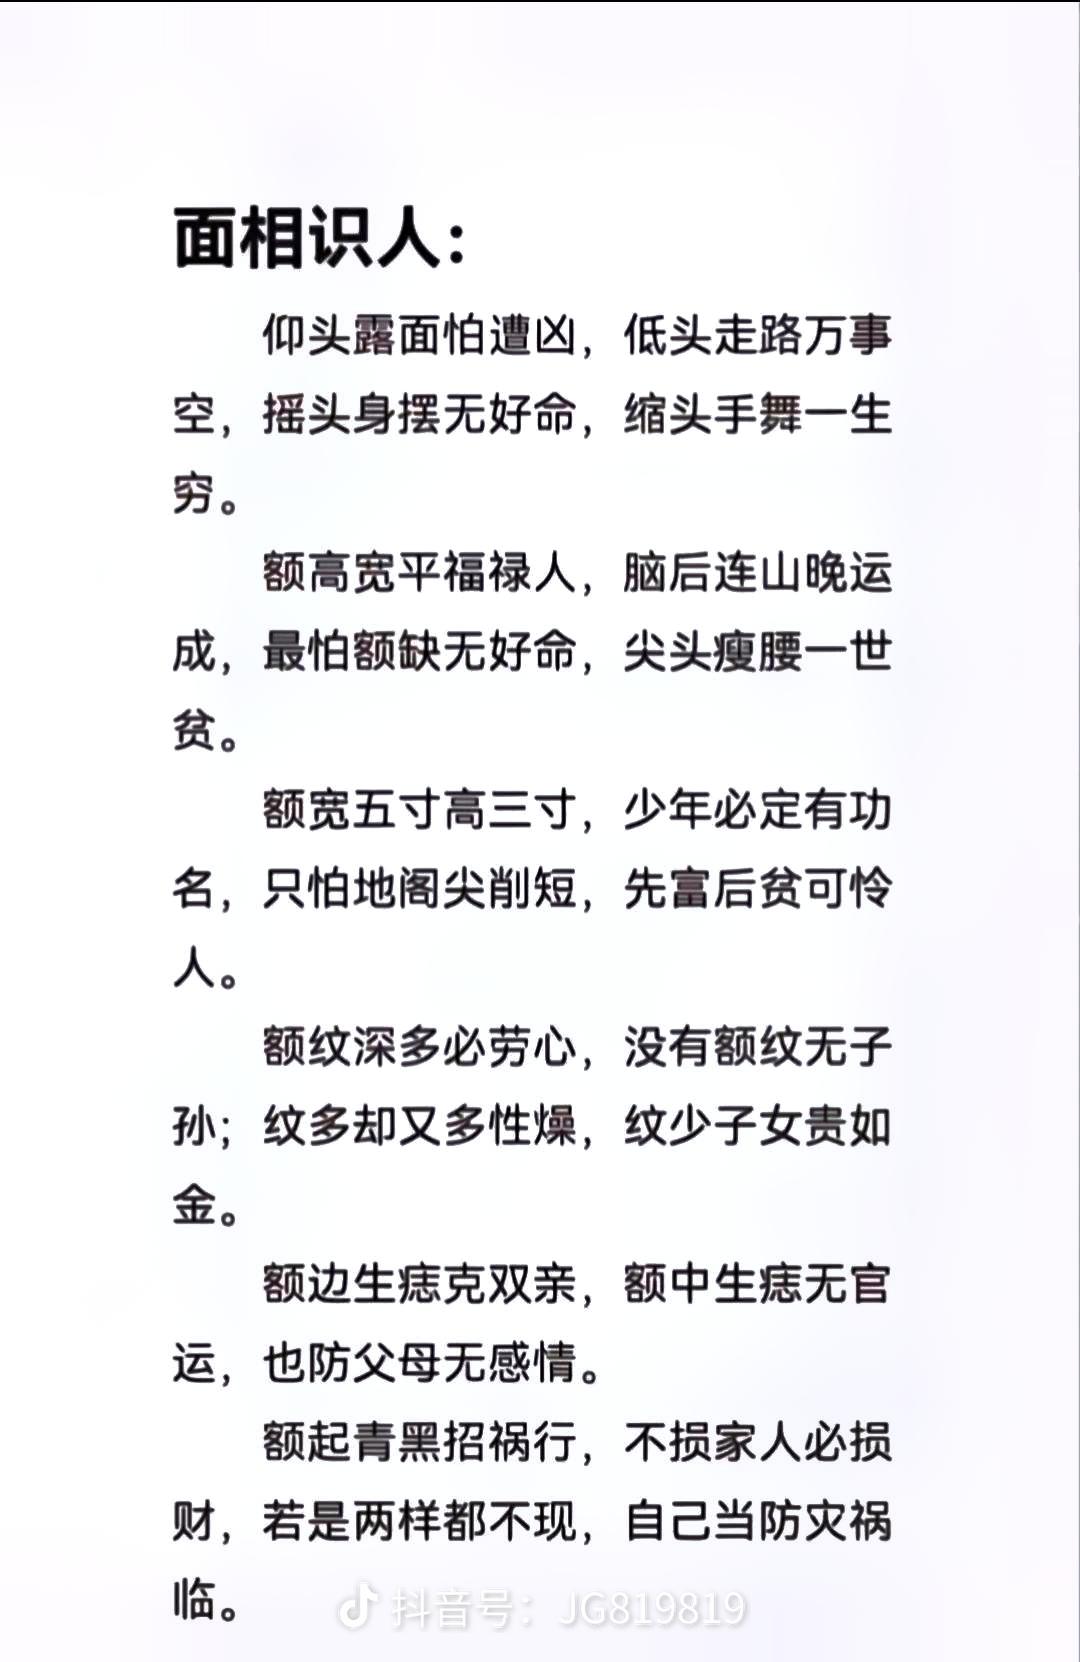 面相识人：
仰头露面怕遭凶，低头走路万事
空，摇头身摆无好命，缩头手舞一生
穷。
额高宽平福禄人，脑后连山晚运
成，最怕额缺无好命，尖头瘦腰一世
贫。
额宽五寸高三寸，少年必定有功
名，只怕地阁尖削短，先富后贫可怜
人。
额纹深多必劳心，没有额纹无子
孙；纹多却又多性燥，纹少子女贵如
金。
额边生痣克双亲，额中生痣无官
运，也防父母无感情。
额起青黑招祸行，不损家人必损
财，若是两样都不现，自己当防灾祸
临。
抖音号：JG819819